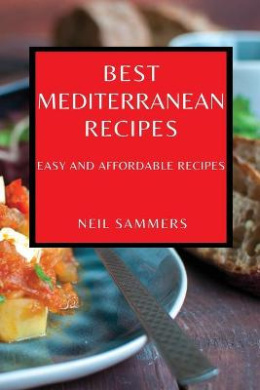 BEST
MEDITERRANEAN
RECIPES
EASY AND AFFORDABLE RECIPES
NEIL SAMMERS